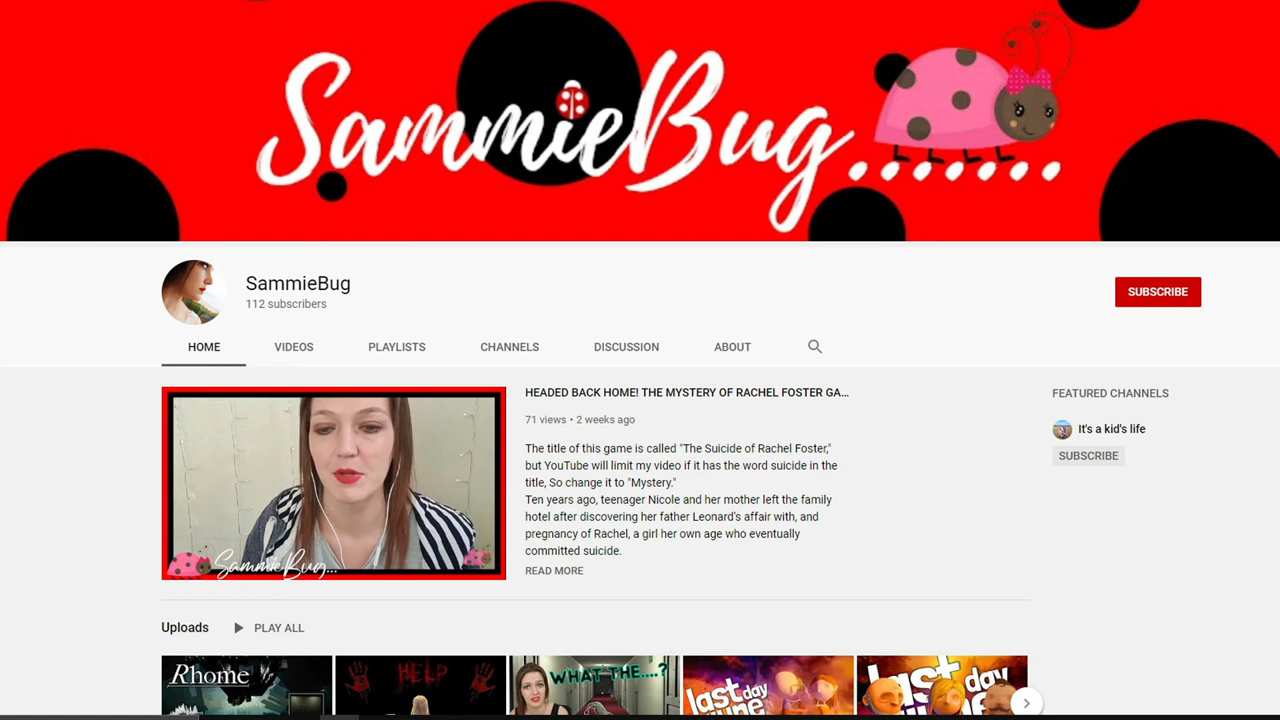 SammieBug.......
SammieBug
112 subscribers
SUBSCRIBE
HOME
VIDEOS
PLAYLISTS
CHANNELS
DISCUSSION
ABOUT
HEADED BACK HOME! THE MYSTERY OF RACHEL FOSTER GA...
71 views • 2 weeks ago
The title of this game is called "The Suicide of Rachel Foster,"
but YouTube will limit my video if it has the word suicide in the
title, So change it to "Mystery."
Ten years ago, teenager Nicole and her mother left the family
hotel after discovering her father Leonard's affair with, and
pregnancy of Rachel, a girl her own age who eventually
committed suicide.
READ MORE
SammieBug...
FEATURED CHANNELS
It's a kid's life
SUBSCRIBE
Uploads
PLAY ALL
Rhome
HELP
WHAT THE....?
last day
june
last day